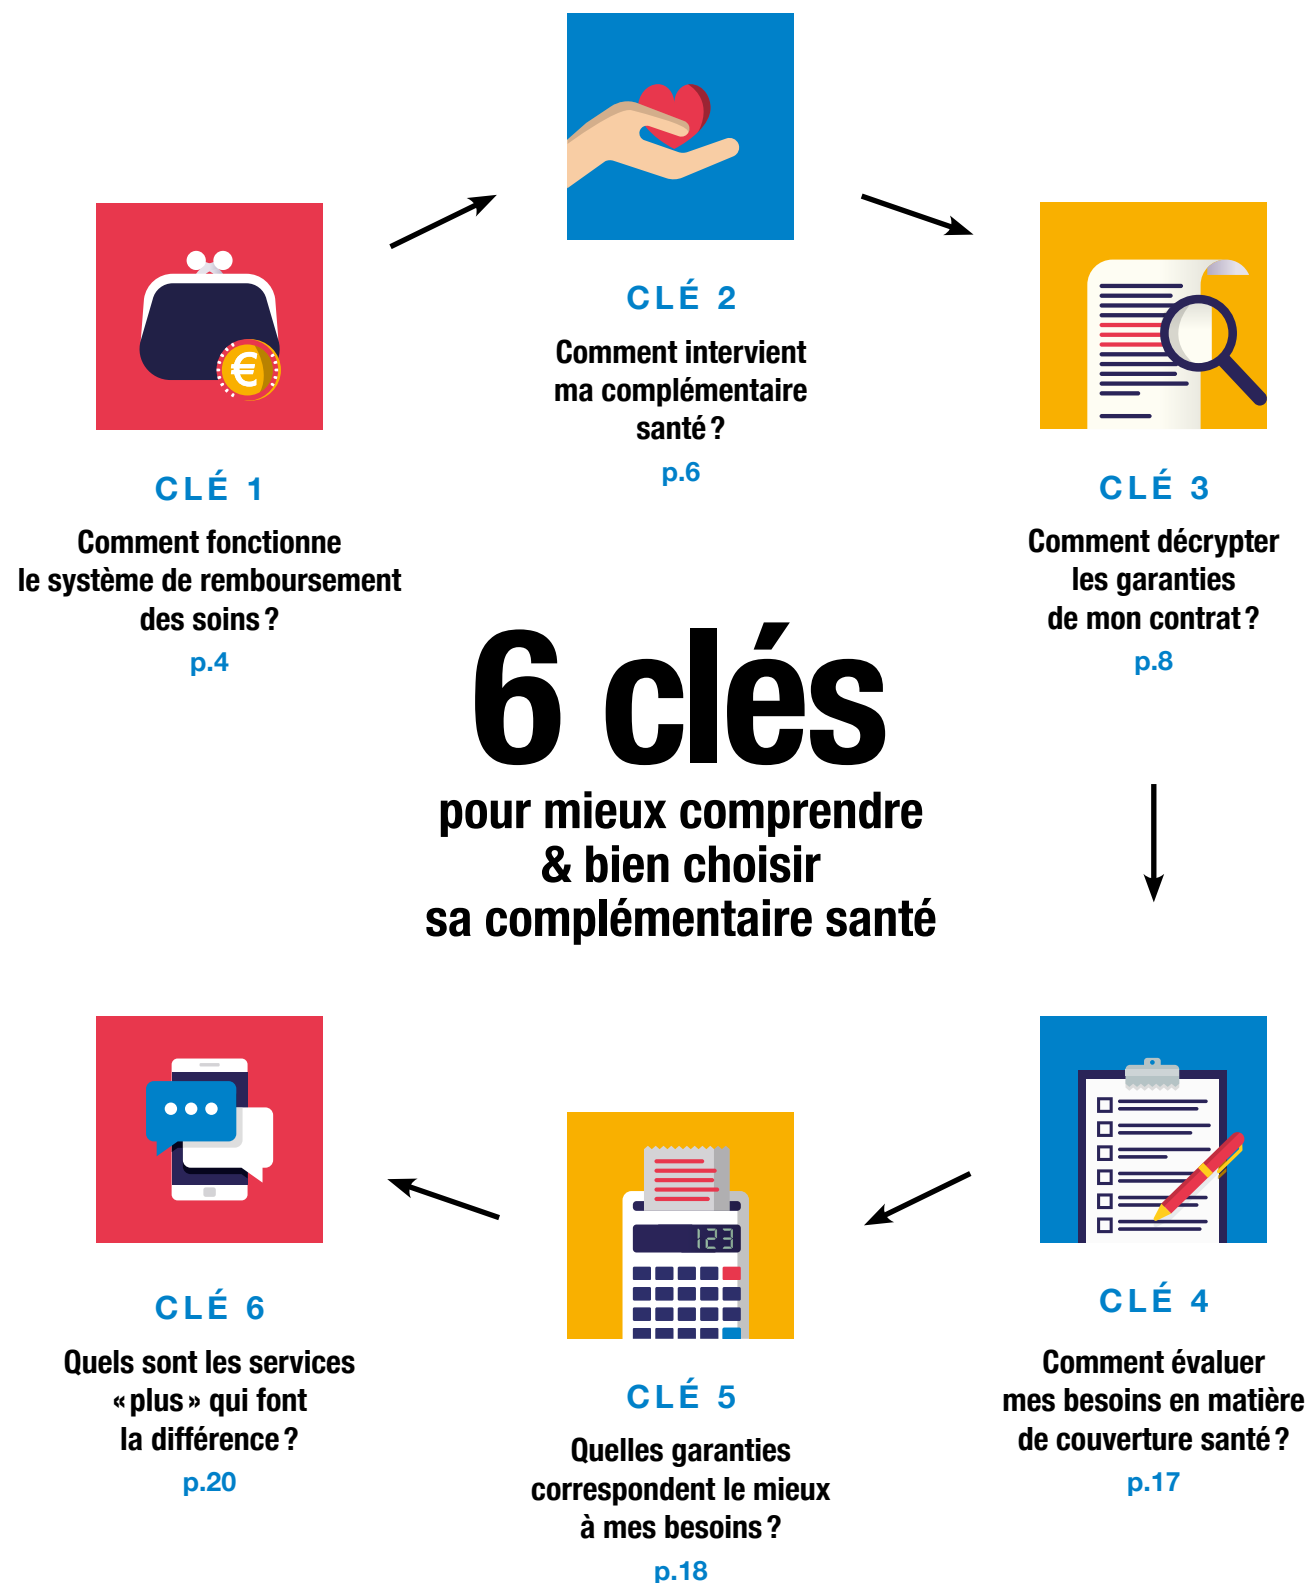 CLÉ 1
Comment fonctionne
le système de remboursement
des soins ?
p.4
CLÉ 2
Comment intervient
ma complémentaire
santé ?
p.6
CLÉ 3
Comment décrypter
les garanties
de mon contrat ?
p.8
6 clés
pour mieux comprendre
& bien choisir
sa complémentaire santé
CLÉ 4
Comment évaluer
mes besoins en matière
de couverture santé ?
p.17
123
CLÉ 5
Quelles garanties
correspondent le mieux
à mes besoins ?
p.18
CLÉ 6
Quels sont les services
« plus » qui font
la différence ?
p.20
€